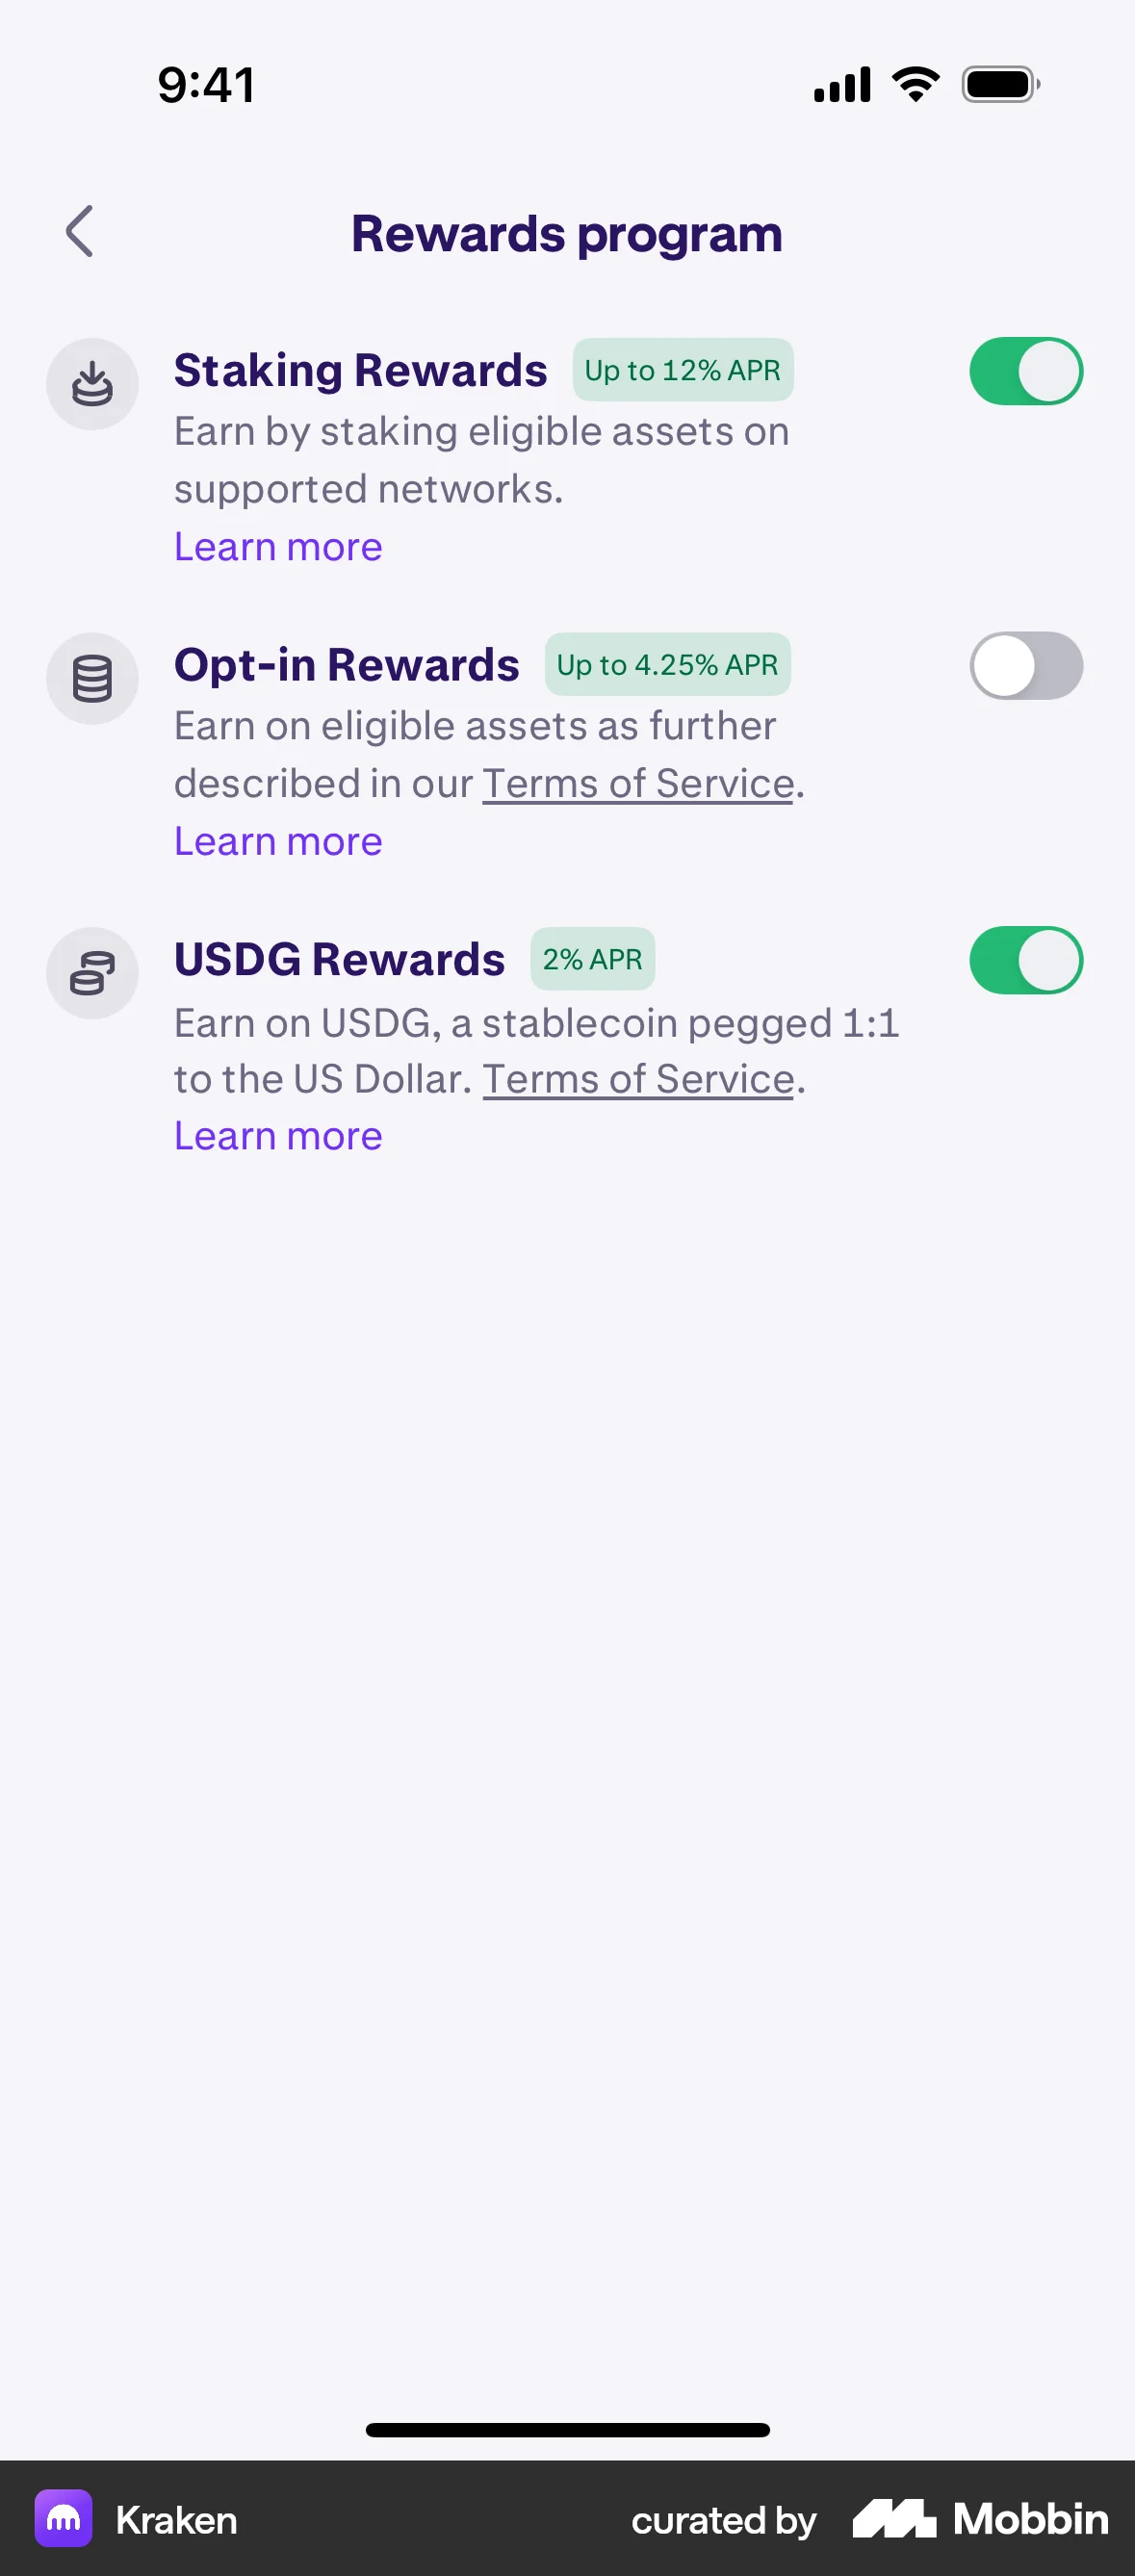 9:41
Rewards program
Staking Rewards Up to 12% APR
Earn by staking eligible assets on
supported networks.
Learn more
Opt-in Rewards Up to 4.25% APR
Earn on eligible assets as further
described in our Terms of Service.
Learn more
USDG Rewards 2% APR
Earn on USDG, a stablecoin pegged 1:1
to the US Dollar. Terms of Service.
Learn more
Kraken curated by Mobbin